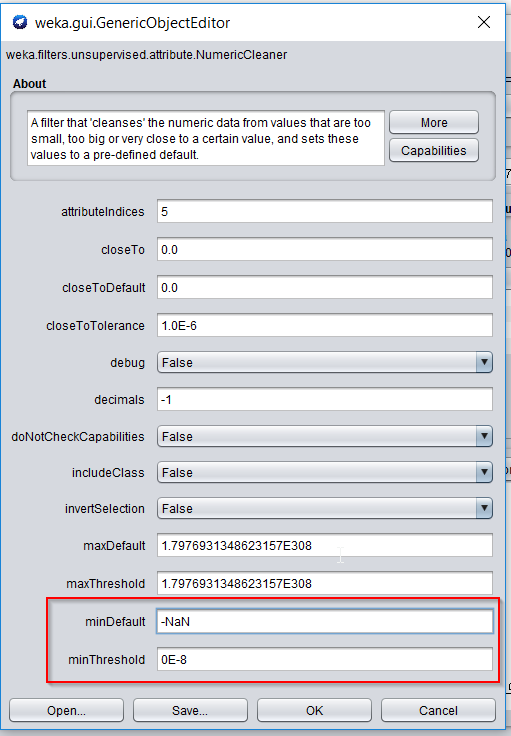 weka.gui.GenericObjectEditor
weka.filters.unsupervised.attribute.NumericCleaner
About
A filter that 'cleanses' the numeric data from values that are too
small, too big or very close to a certain value, and sets these
values to a pre-defined default.
More
Capabilities
attributeIndices 5
closeTo 0.0
closeToDefault 0.0
closeToTolerance 1.0E-6
debug False
decimals -1
doNotCheckCapabilities False
includeClass False
invertSelection False
maxDefault 1.7976931348623157E308
maxThreshold 1.7976931348623157E308
minDefault -NaN
minThreshold 0E-8
Open... Save... OK Cancel